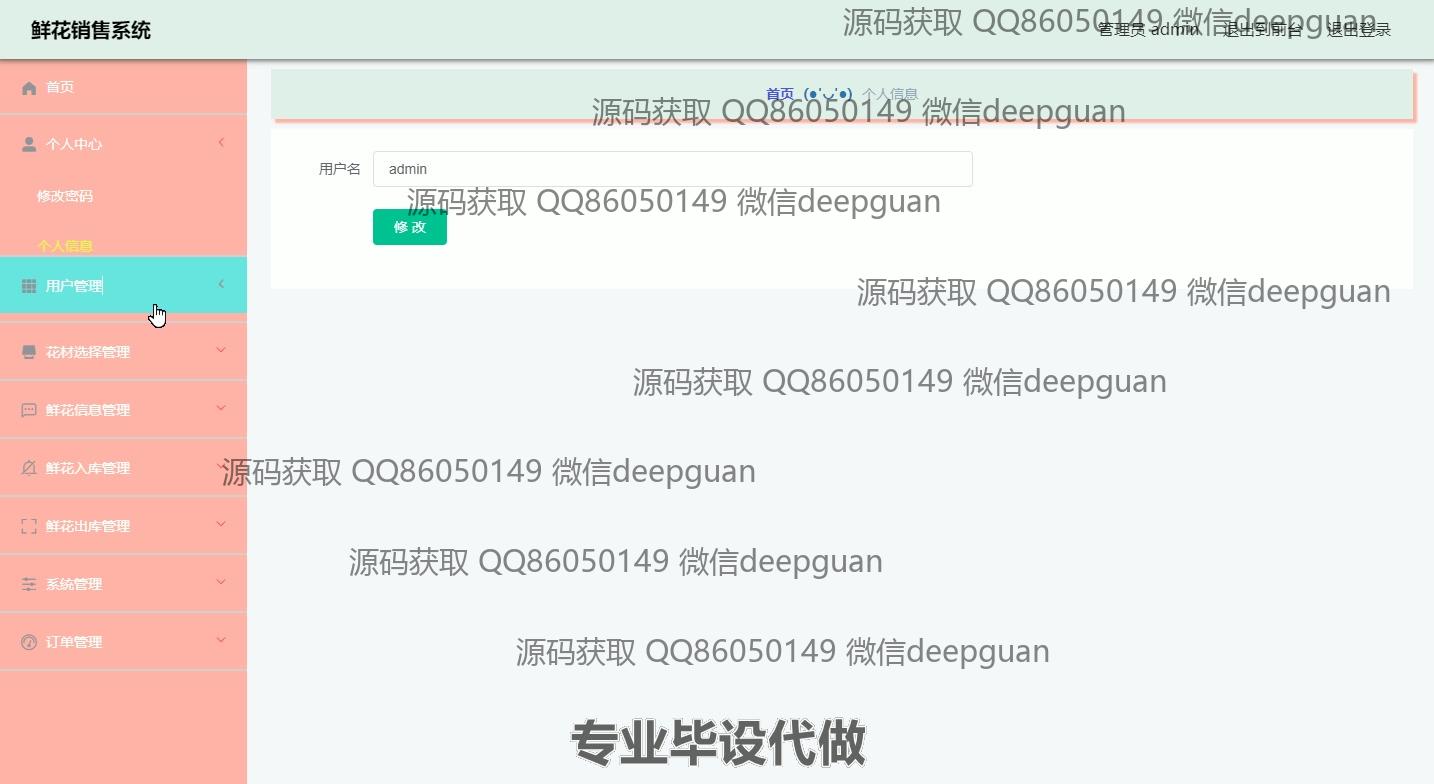 鲜花销售系统
源码获取 QQ86050149 微信deepguan
管理员 admin
退出到前台
退出登录
首页
首页 (●'◡'●) 个人信息
源码获取 QQ86050149 微信deepguan
个人中心
用户名
admin
修改密码
源码获取 QQ86050149 微信deepguan
修 改
个人信息
用户管理
源码获取 QQ86050149 微信deepguan
花材选择管理
源码获取 QQ86050149 微信deepguan
鲜花信息管理
鲜花入库管理
源码获取 QQ86050149 微信deepguan
鲜花出库管理
源码获取 QQ86050149 微信deepguan
系统管理
订单管理
源码获取 QQ86050149 微信deepguan
专业毕设代做